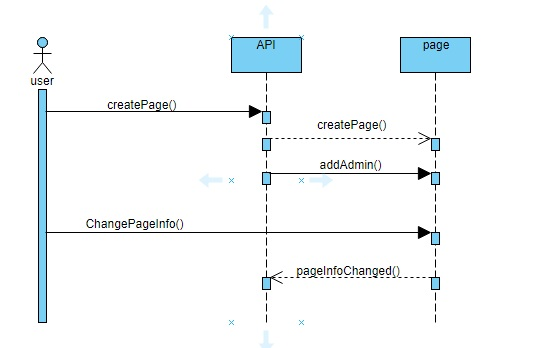 API
page
user
createPage()
createPage()
addAdmin()
ChangePageInfo()
pageInfoChanged()